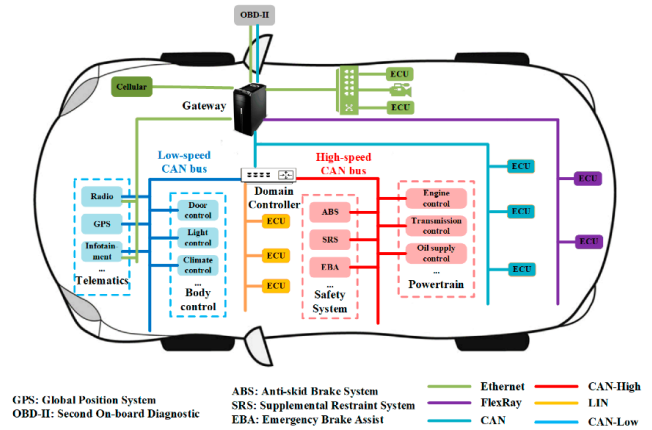 OBD-II
Cellular
Gateway
ECU
ECU
Low-speed
CAN bus
High-speed
CAN bus
Domain
Controller
Radio
GPS
Infotain
ment
...
Telematics
Door
control
Light
control
Climate
control
...
Body
control
ECU
ECU
ECU
ABS
SRS
EBA
...
Safety
System
Engine
control
Transmission
control
Oil supply
control
...
Powertrain
ECU
ECU
ECU
ECU
ECU
GPS: Global Position System
OBD-II: Second On-board Diagnostic
ABS: Anti-skid Brake System
SRS: Supplemental Restraint System
EBA: Emergency Brake Assist
Ethernet
FlexRay
CAN
CAN-High
LIN
CAN-Low